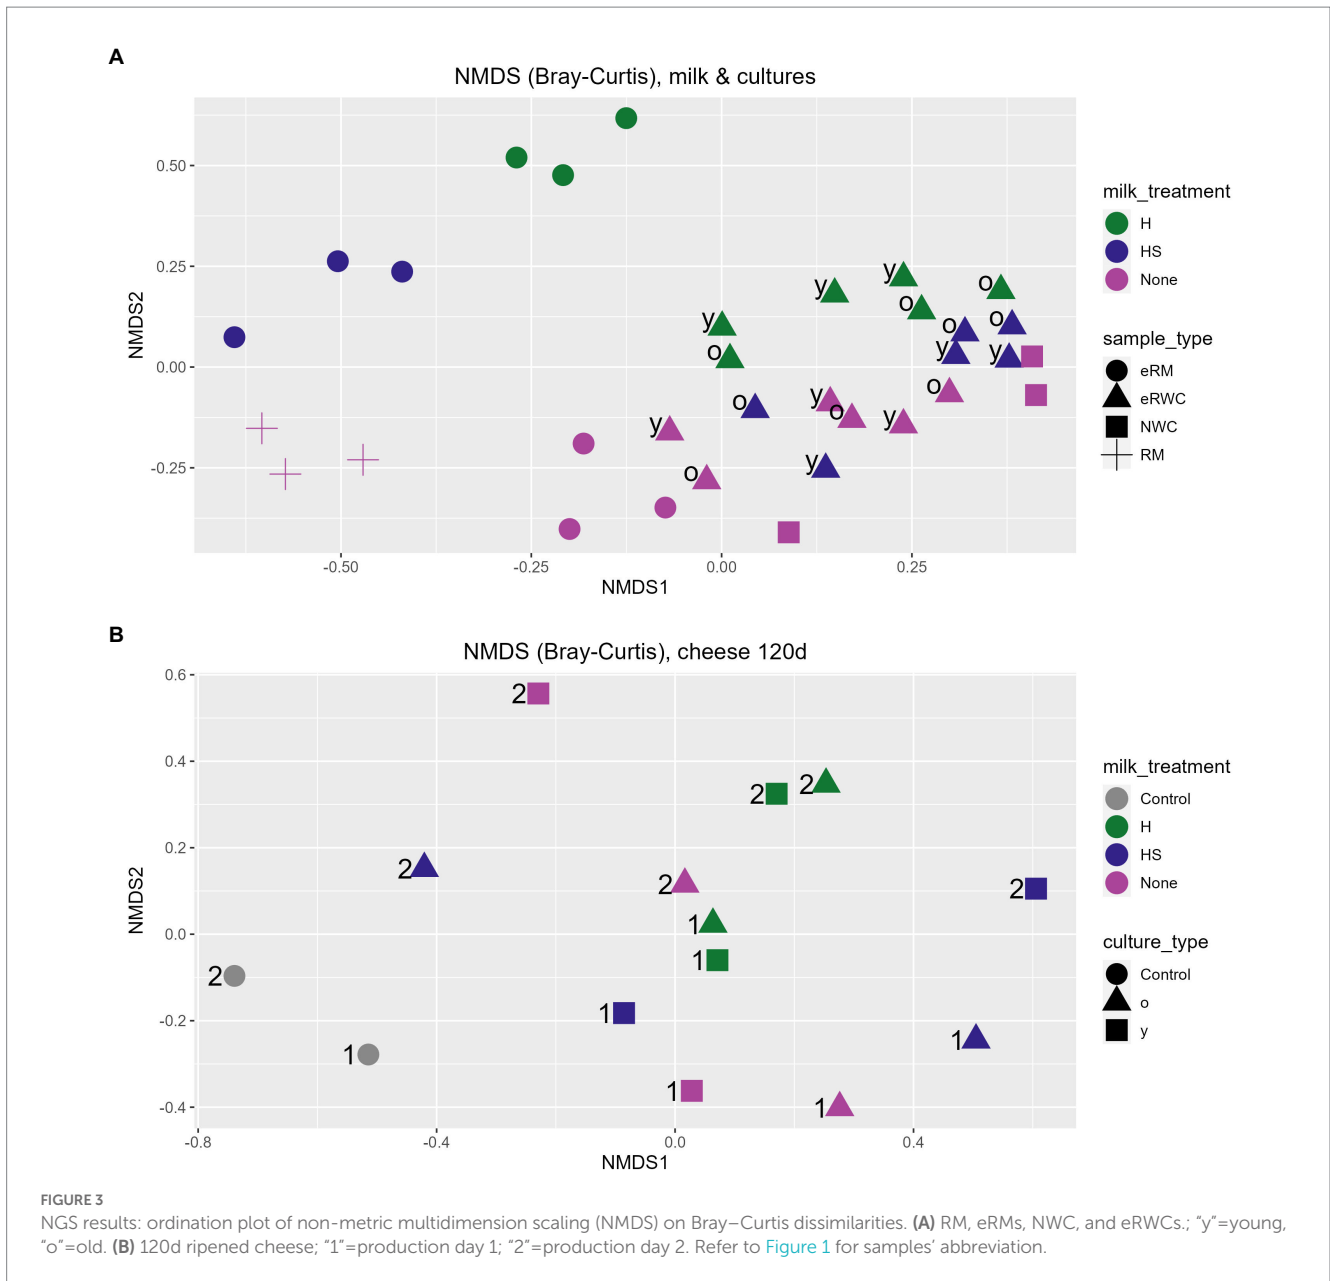 A
NMDS (Bray-Curtis), milk & cultures
0.50
0.25
0.00
-0.25
NMDS2
-0.50
-0.25
0.00
0.25
NMDS1
y
y
o
o
y
o
o
o
y
y
o
o
y
o
y
o
y
y
o
milk_treatment
H
HS
None
sample_type
eRM
eRWC
NWC
RM
B
NMDS (Bray-Curtis), cheese 120d
0.6
0.4
0.2
0.0
-0.2
-0.4
NMDS2
-0.8
-0.4
0.0
0.4
NMDS1
2
2
2
2
2
2
1
1
2
1
1
1
1
1
milk_treatment
Control
H
HS
None
culture_type
Control
o
y
FIGURE 3
NGS results: ordination plot of non-metric multidimension scaling (NMDS) on Bray–Curtis dissimilarities. (A) RM, eRMs, NWC, and eRWCs.; “y”=young,
“o”=old. (B) 120d ripened cheese; “1”=production day 1; “2”=production day 2. Refer to Figure 1 for samples’ abbreviation.